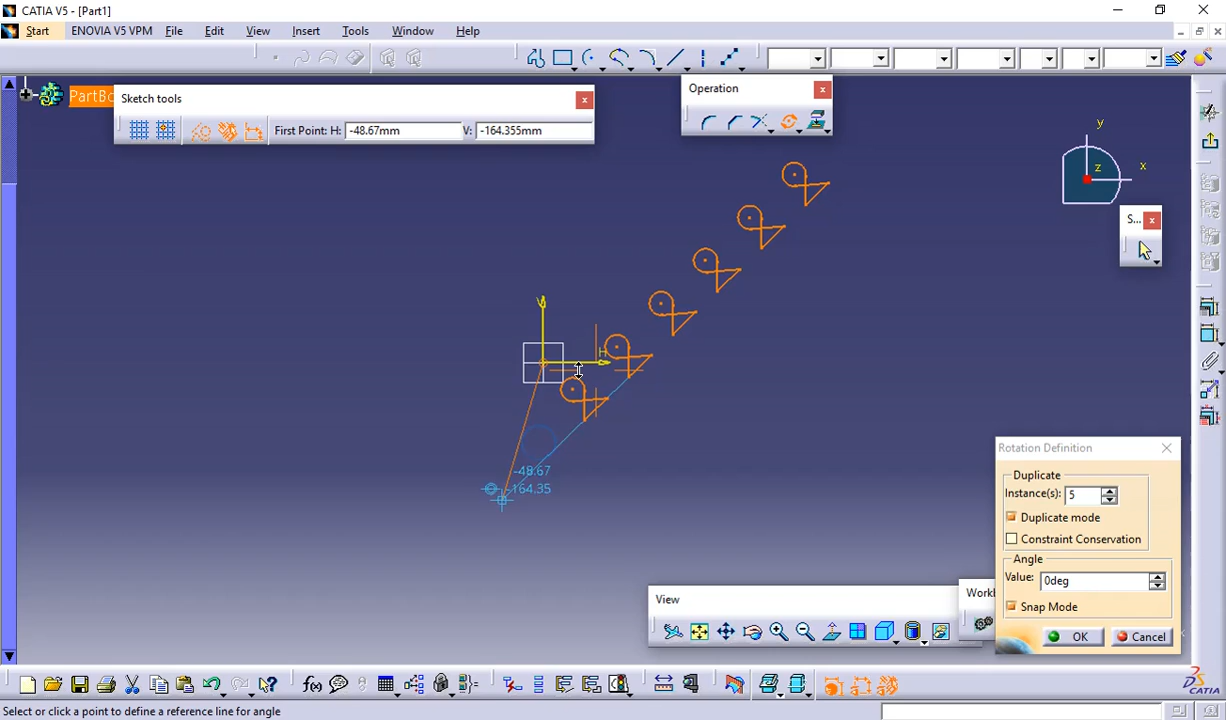 CATIA V5 - [Part1]
Start ENOVIA V5 VPM File Edit View Insert Tools Window Help
Sketch tools
First Point: H: -48.67mm V: -164.355mm
Operation
PartBo
y
x
z
S...
V
H
-48.67
-164.35
Rotation Definition
Duplicate
Instance(s): 5
Duplicate mode
Constraint Conservation
Angle
Value: 0deg
Snap Mode
OK Cancel
View
Workb
f(x)
DS
CATIA
Select or click a point to define a reference line for angle